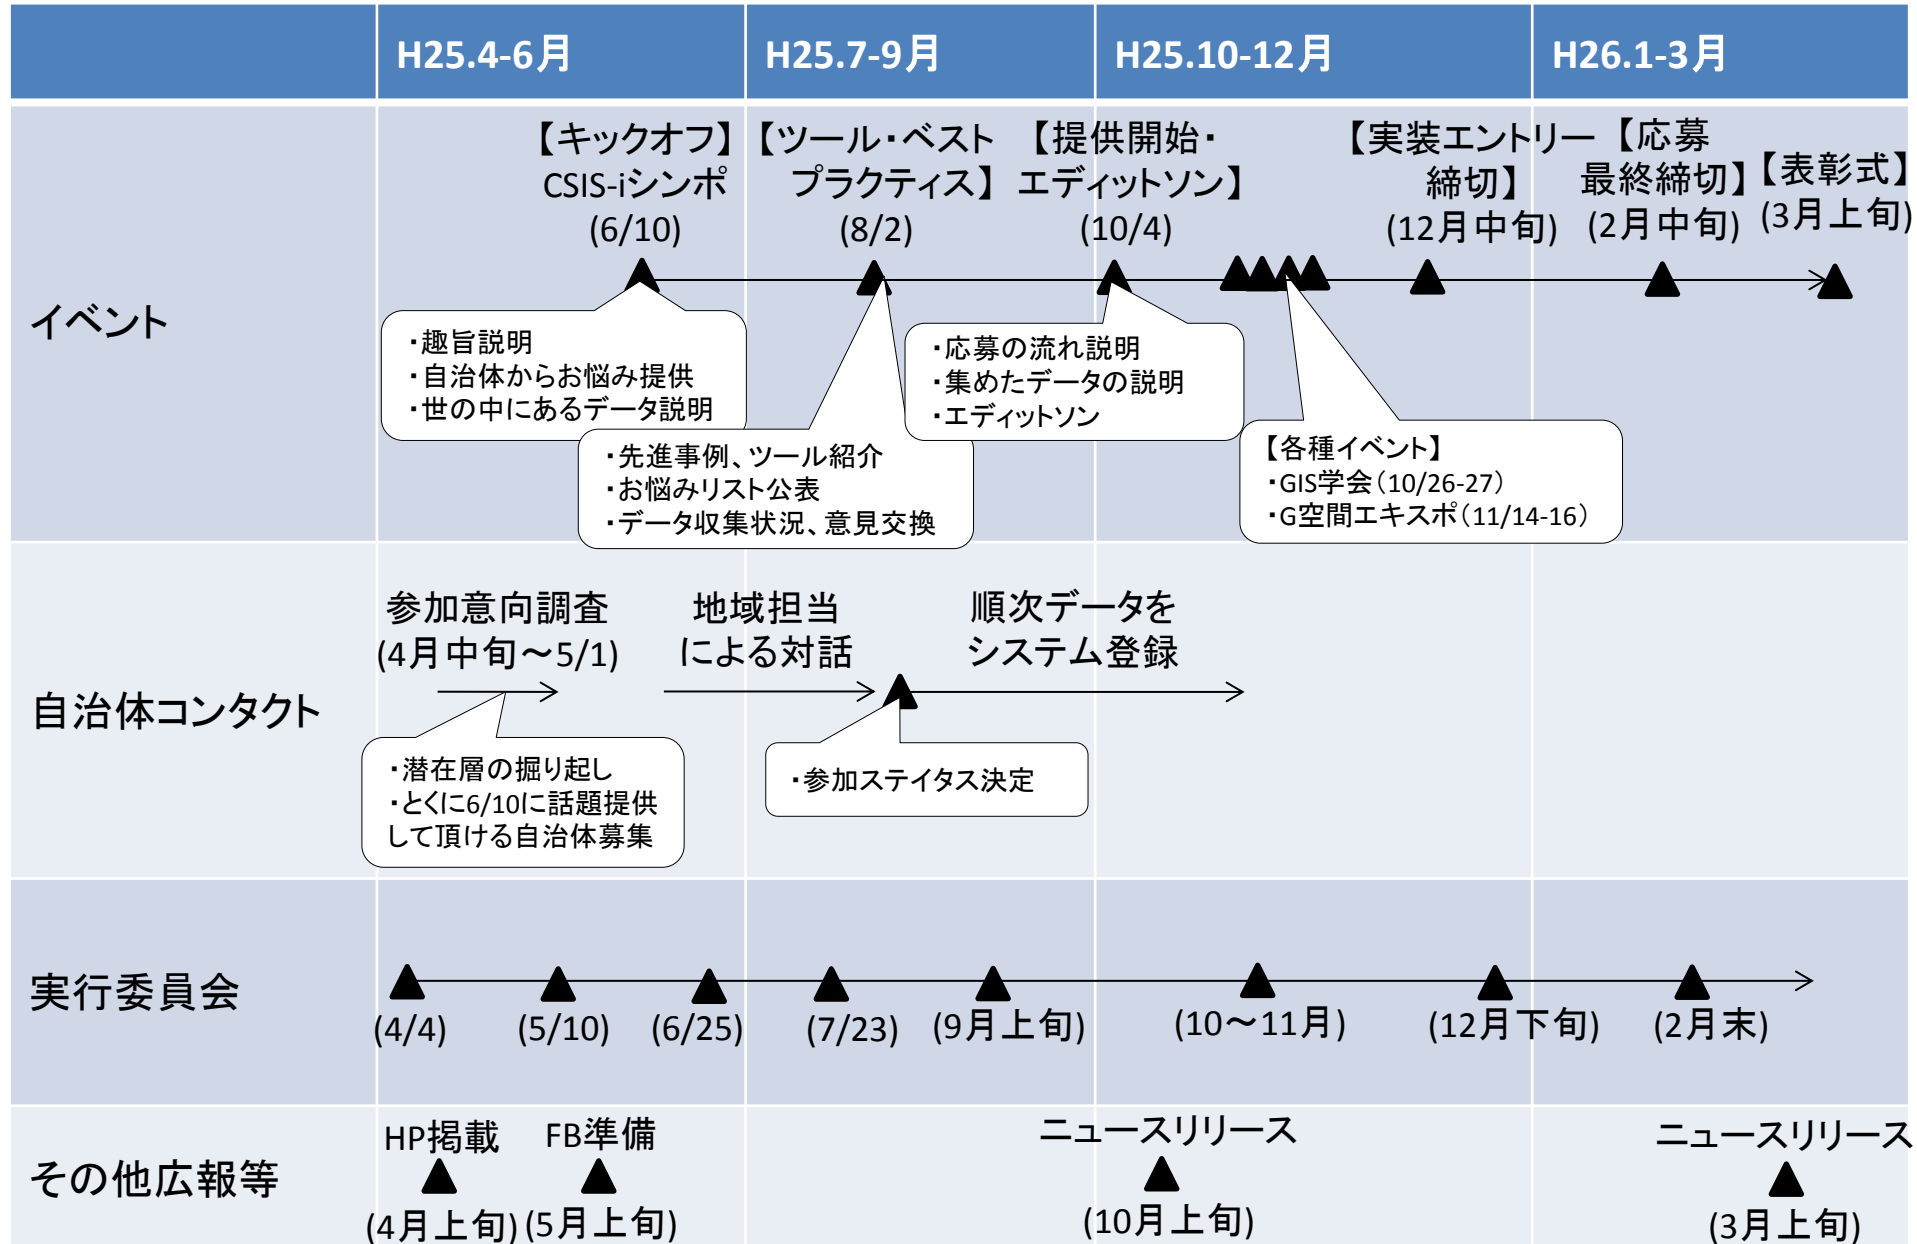 H25.4-6月
H25.7-9月
H25.10-12月
H26.1-3月
イベント
【キックオフ】
CSIS-iシンポ
(6/10)
【ツール・ベスト
プラクティス】
(8/2)
【提供開始・
エディットソン】
(10/4)
【実装エントリー
締切】
(12月中旬)
【応募
最終締切】
(2月中旬)
【表彰式】
(3月上旬)
・趣旨説明
・自治体からお悩み提供
・世の中にあるデータ説明
・先進事例、ツール紹介
・お悩みリスト公表
・データ収集状況、意見交換
・応募の流れ説明
・集めたデータの説明
・エディットソン
【各種イベント】
・GIS学会（10/26-27）
・G空間エキスポ（11/14-16）
自治体コンタクト
参加意向調査
(4月中旬～5/1)
地域担当
による対話
順次データを
システム登録
・潜在層の掘り起し
・とくに6/10に話題提供
して頂ける自治体募集
・参加ステイタス決定
実行委員会
(4/4)
(5/10)
(6/25)
(7/23)
(9月上旬)
(10～11月)
(12月下旬)
(2月末)
その他広報等
HP掲載
(4月上旬)
FB準備
(5月上旬)
ニュースリリース
(10月上旬)
ニュースリリース
(3月上旬)